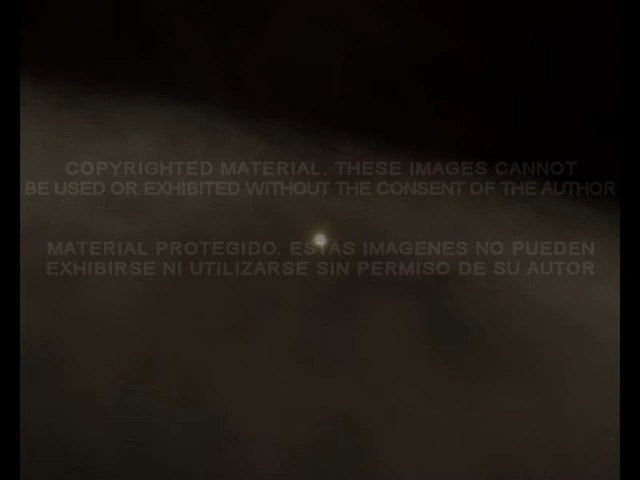 COPYRIGHTED MATERIAL. THESE IMAGES CANNOT
BE USED OR EXHIBITED WITHOUT THE CONSENT OF THE AUTHOR
MATERIAL PROTEGIDO. ESTAS IMAGENES NO PUEDEN
EXHIBIRSE NI UTILIZARSE SIN PERMISO DE SU AUTOR